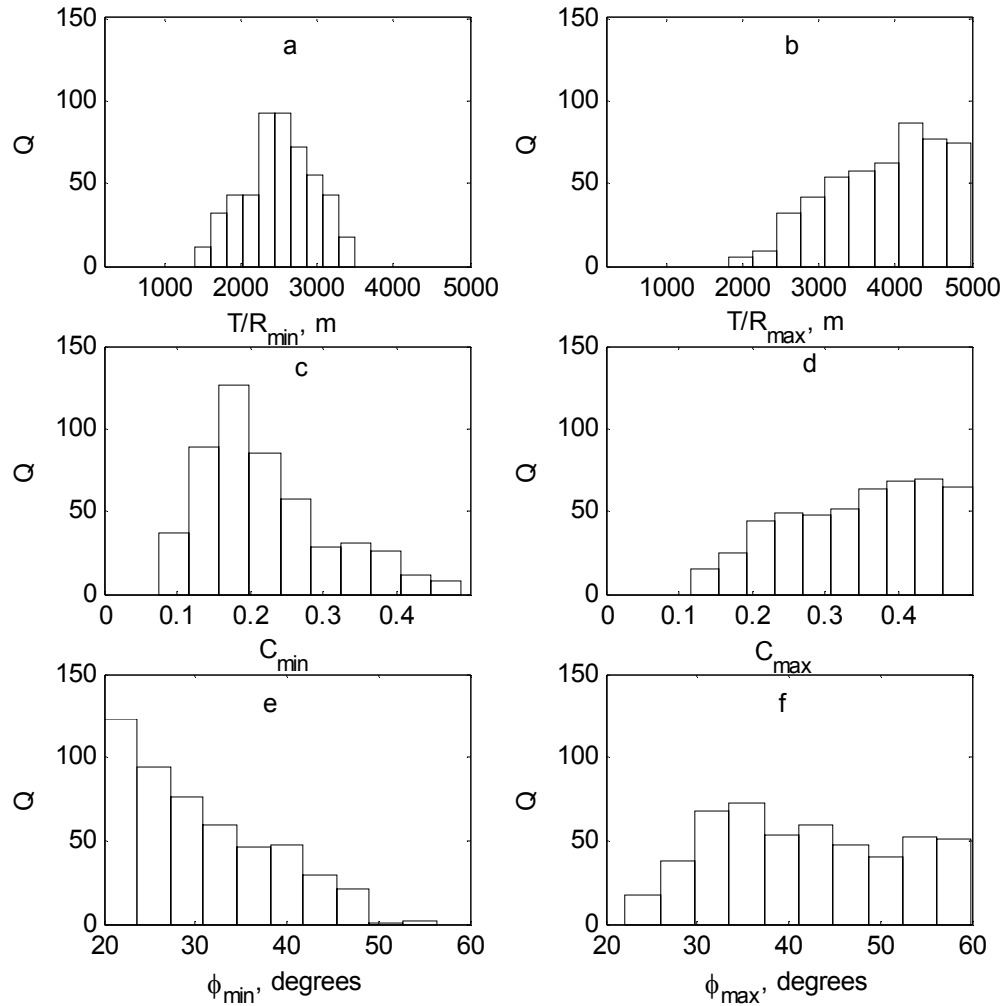 a
150
100
50
0
Q
1000 2000 3000 4000 5000
T/R_min, m
b
150
100
50
0
Q
1000 2000 3000 4000 5000
T/R_max, m
c
150
100
50
0
Q
0 0.1 0.2 0.3 0.4
C_min
d
150
100
50
0
Q
0 0.1 0.2 0.3 0.4
C_max
e
150
100
50
0
Q
20 30 40 50 60
ϕ_min, degrees
f
150
100
50
0
Q
20 30 40 50 60
ϕ_max, degrees